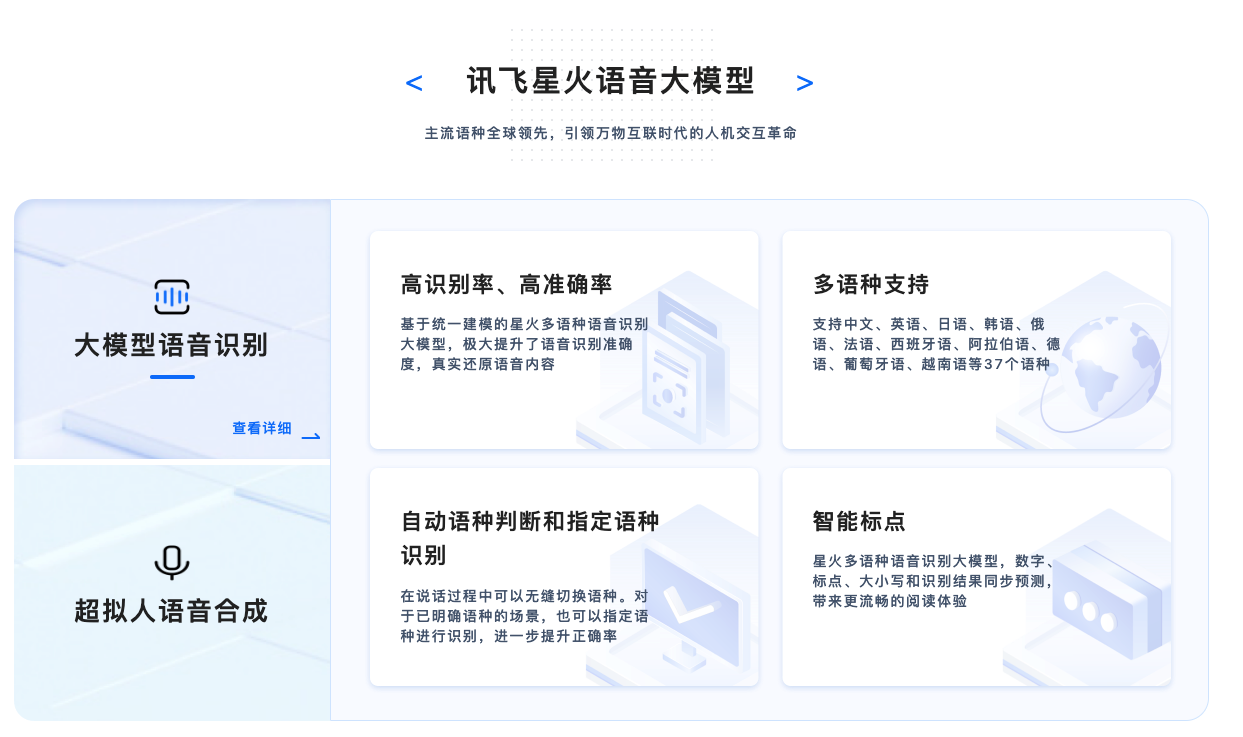 < 讯飞星火语音大模型 >
主流语种全球领先，引领万物互联时代的人机交互革命
大模型语音识别
查看详细
超拟人语音合成
高识别率、高准确率
基于统一建模的星火多语种语音识别
大模型，极大提升了语音识别准确
度，真实还原语音内容
多语种支持
支持中文、英语、日语、韩语、俄
语、法语、西班牙语、阿拉伯语、德
语、葡萄牙语、越南语等37个语种
自动语种判断和指定语种
识别
在说话过程中可以无缝切换语种。对
于已明确语种的场景，也可以指定语
种进行识别，进一步提升正确率
智能标点
星火多语种语音识别大模型，数字、
标点、大小写和识别结果同步预测，
带来更流畅的阅读体验